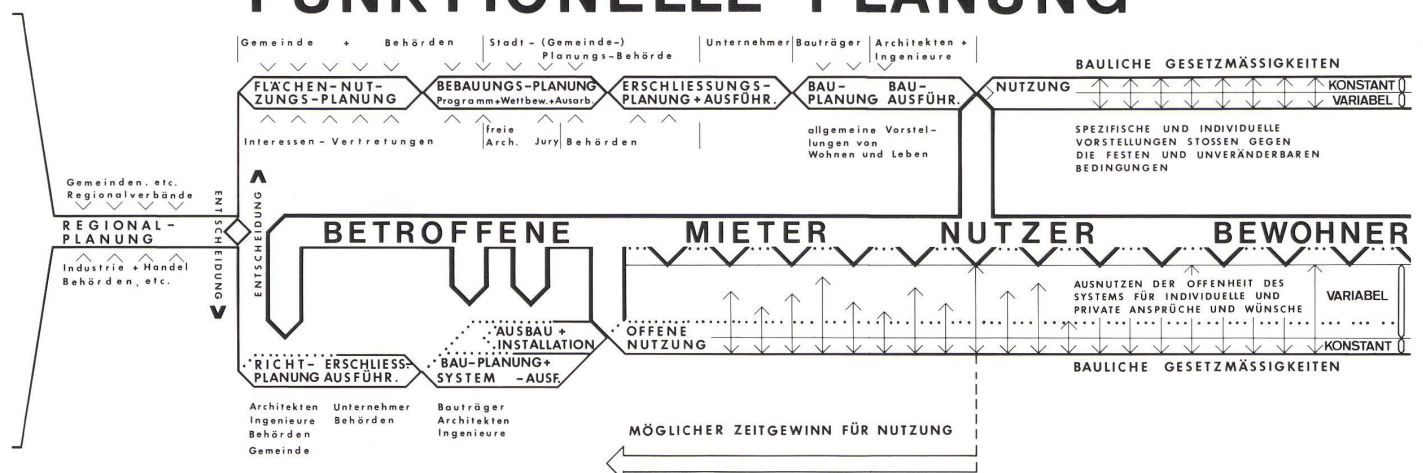 FUNKTIONELLE PLANUNG
Gemeinde + Behörden
Stadt-(Gemeinde-)
Planungs-Behörde
Unternehmer
Bauträger
Architekten +
Ingenieure
FLÄCHEN-NUT-
ZUNGS-PLANUNG
BEBAUUNGS-PLANUNG
Programm+Wettbew.+Ausarb.
ERSCHLIESSUNGS-
PLANUNG+AUSFÜHR.
BAU- BAU-
PLANUNG AUSFÜHR.
NUTZUNG
BAULICHE GESETZMÄSSIGKEITEN
KONSTANT
VARIABEL
Interessen-Vertretungen
freie
Arch.
Jury
Behörden
allgemeine Vorstel-
lungen von
Wohnen und Leben
SPEZIFISCHE UND INDIVIDUELLE
VORSTELLUNGEN STOSSEN GEGEN
DIE FESTEN UND UNVERÄNDERBAREN
BEDINGUNGEN
Gemeinden, etc.
Regionalverbände
REGIONAL-
PLANUNG
Industrie + Handel
Behörden, etc.
ENTSCHEIDUNG
ENTSCHEIDUNG
BETROFFENE MIETER NUTZER BEWOHNER
AUSNUTZEN DER OFFENHEIT DES
SYSTEMS FÜR INDIVIDUELLE UND
PRIVATE ANSPRÜCHE UND WÜNSCHE
VARIABEL
KONSTANT
BAULICHE GESETZMÄSSIGKEITEN
AUSBAU +
INSTALLATION
OFFENE
NUTZUNG
RICHT- ERSCHLIESS-
PLANUNG AUSFÜHR.
BAU-PLANUNG+
SYSTEM -AUSF.
Architekten
Ingenieure
Behörden
Gemeinde
Unternehmer
Behörden
Bauträger
Architekten
Ingenieure
MÖGLICHER ZEITGEWINN FÜR NUTZUNG